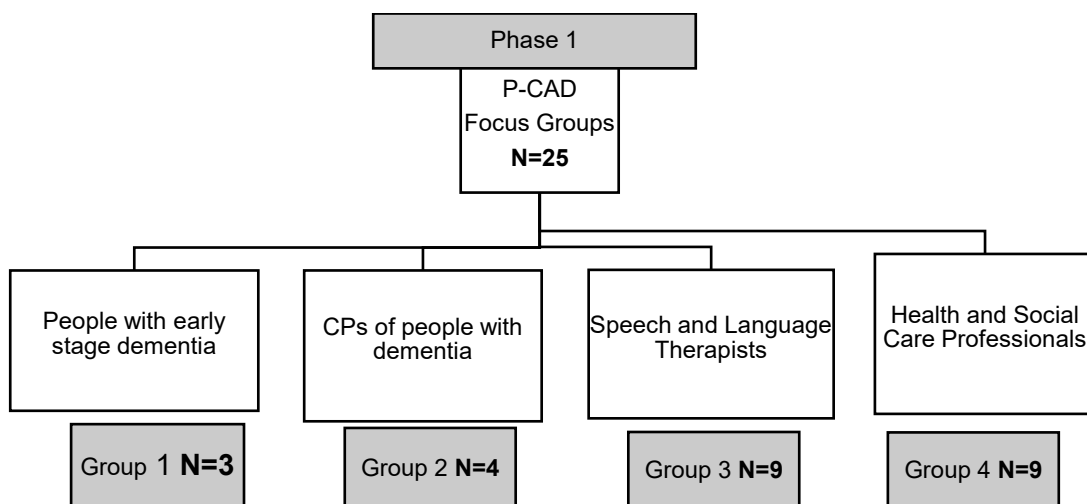 Phase 1
P-CAD
Focus Groups
N=25
People with early
stage dementia
CPs of people with
dementia
Speech and Language
Therapists
Health and Social
Care Professionals
Group 1 N=3
Group 2 N=4
Group 3 N=9
Group 4 N=9